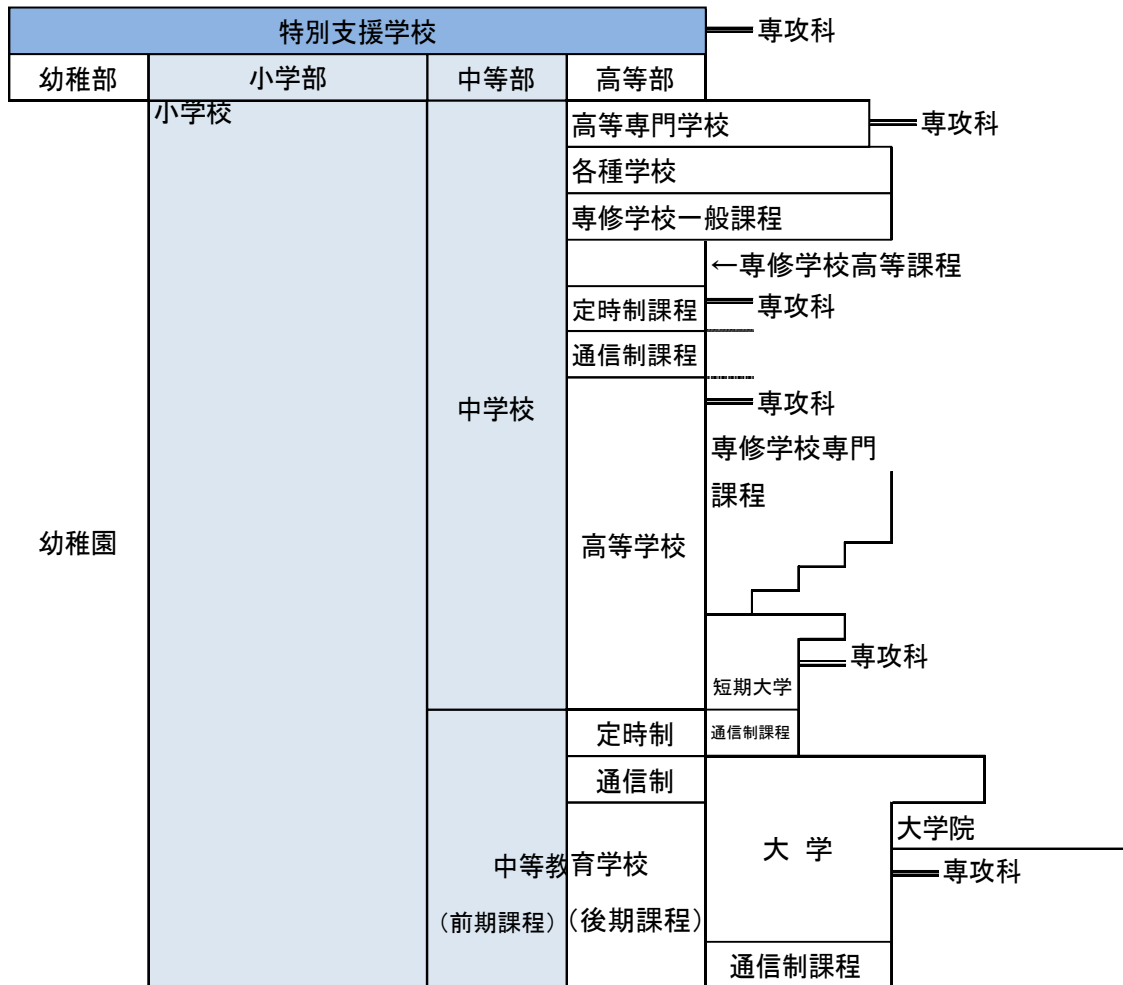 特別支援学校
専攻科
幼稚部
小学部
中等部
高等部
小学校
高等専門学校
専攻科
各種学校
専修学校一般課程
←専修学校高等課程
定時制課程
専攻科
通信制課程
中学校
専攻科
専修学校専門
課程
幼稚園
高等学校
専攻科
短期大学
定時制
通信制課程
通信制
大学院
大 学
中等教育学校
専攻科
（前期課程）
（後期課程）
通信制課程